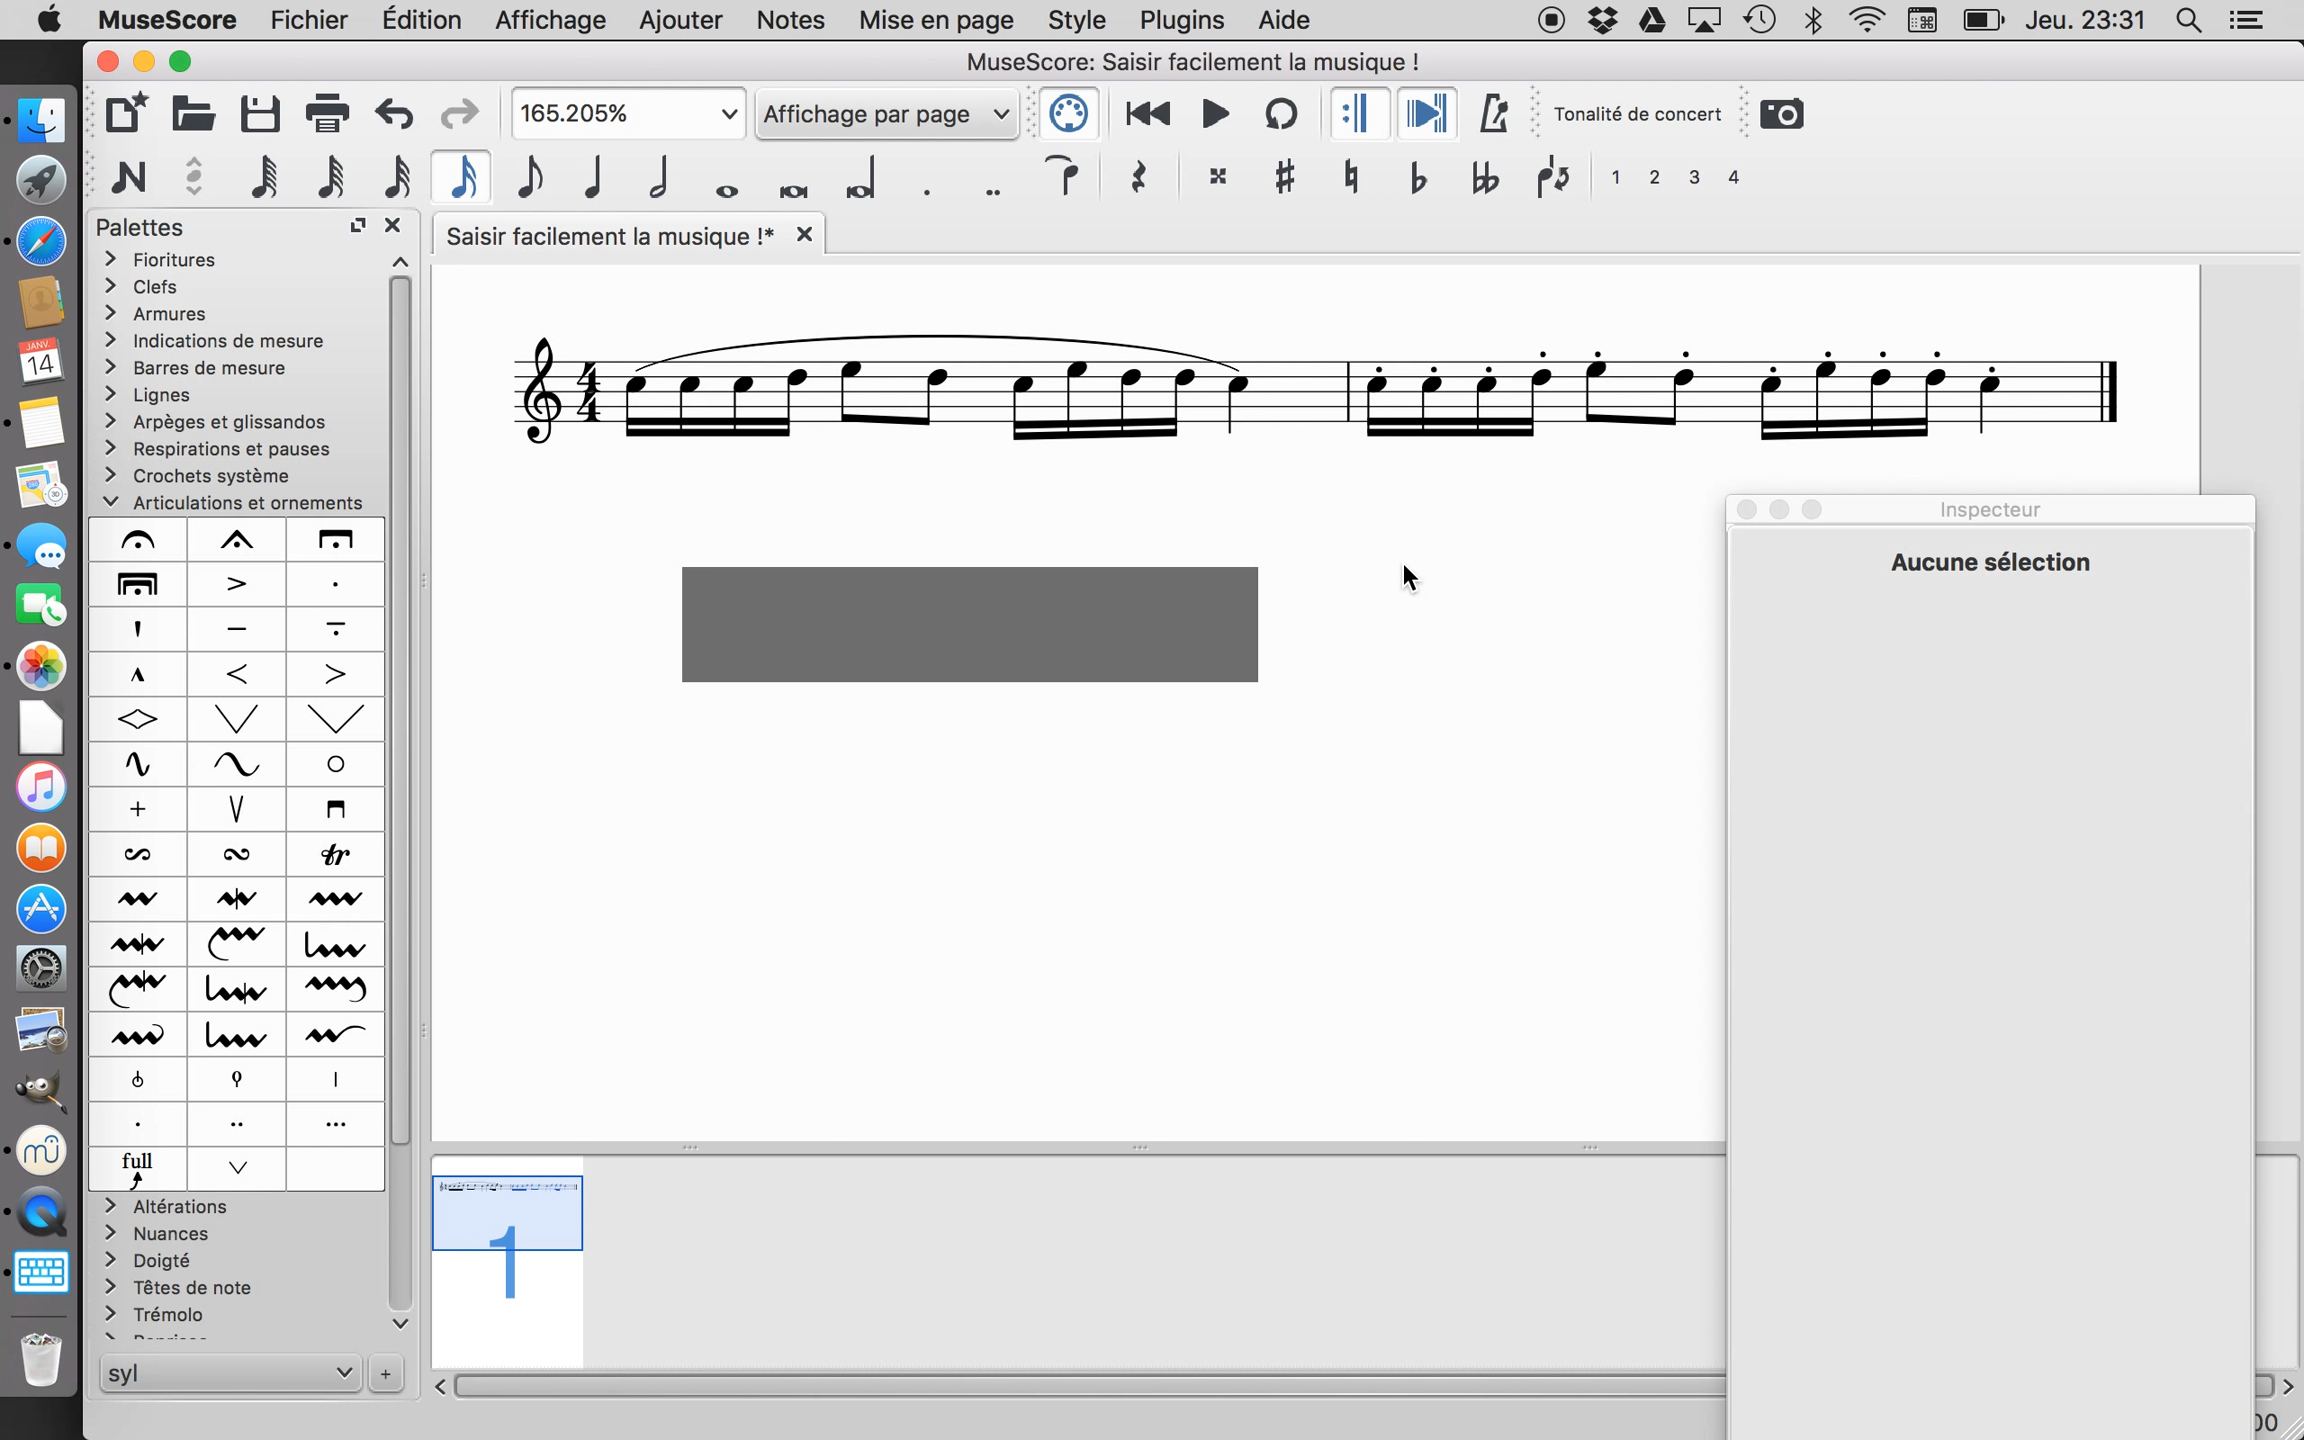 MuseScore Fichier Édition Affichage Ajouter Notes Mise en page Style Plugins Aide Jeu. 23:31
MuseScore: Saisir facilement la musique !
165.205% Affichage par page Tonalité de concert
1 2 3 4
Palettes
Saisir facilement la musique !*
Fioritures
Clefs
Armures
Indications de mesure
Barres de mesure
Lignes
Arpèges et glissandos
Respirations et pauses
Crochets système
Articulations et ornements
Inspecteur
Aucune sélection
JANV.
14
tr
full
1
Altérations
Nuances
Doigté
Têtes de note
Trémolo
syl